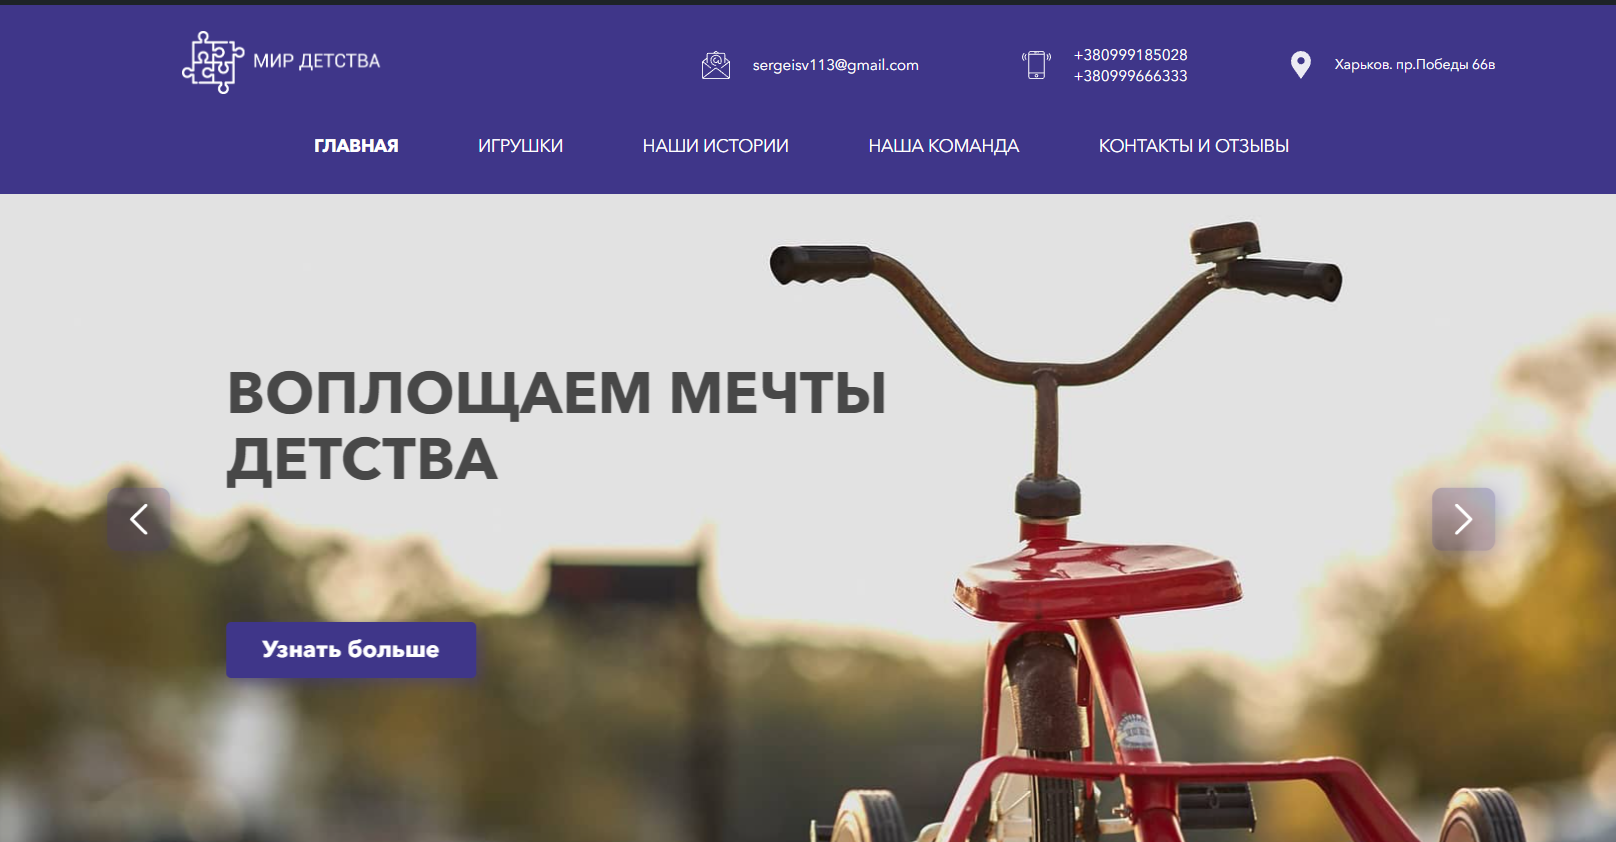 МИР ДЕТСТВА
sergeisv113@gmail.com
+380999185028
+380999666333
Харьков. пр.Победы 66в
ГЛАВНАЯ
ИГРУШКИ
НАШИ ИСТОРИИ
НАША КОМАНДА
КОНТАКТЫ И ОТЗЫВЫ
ВОПЛОЩАЕМ МЕЧТЫ
ДЕТСТВА
Узнать больше